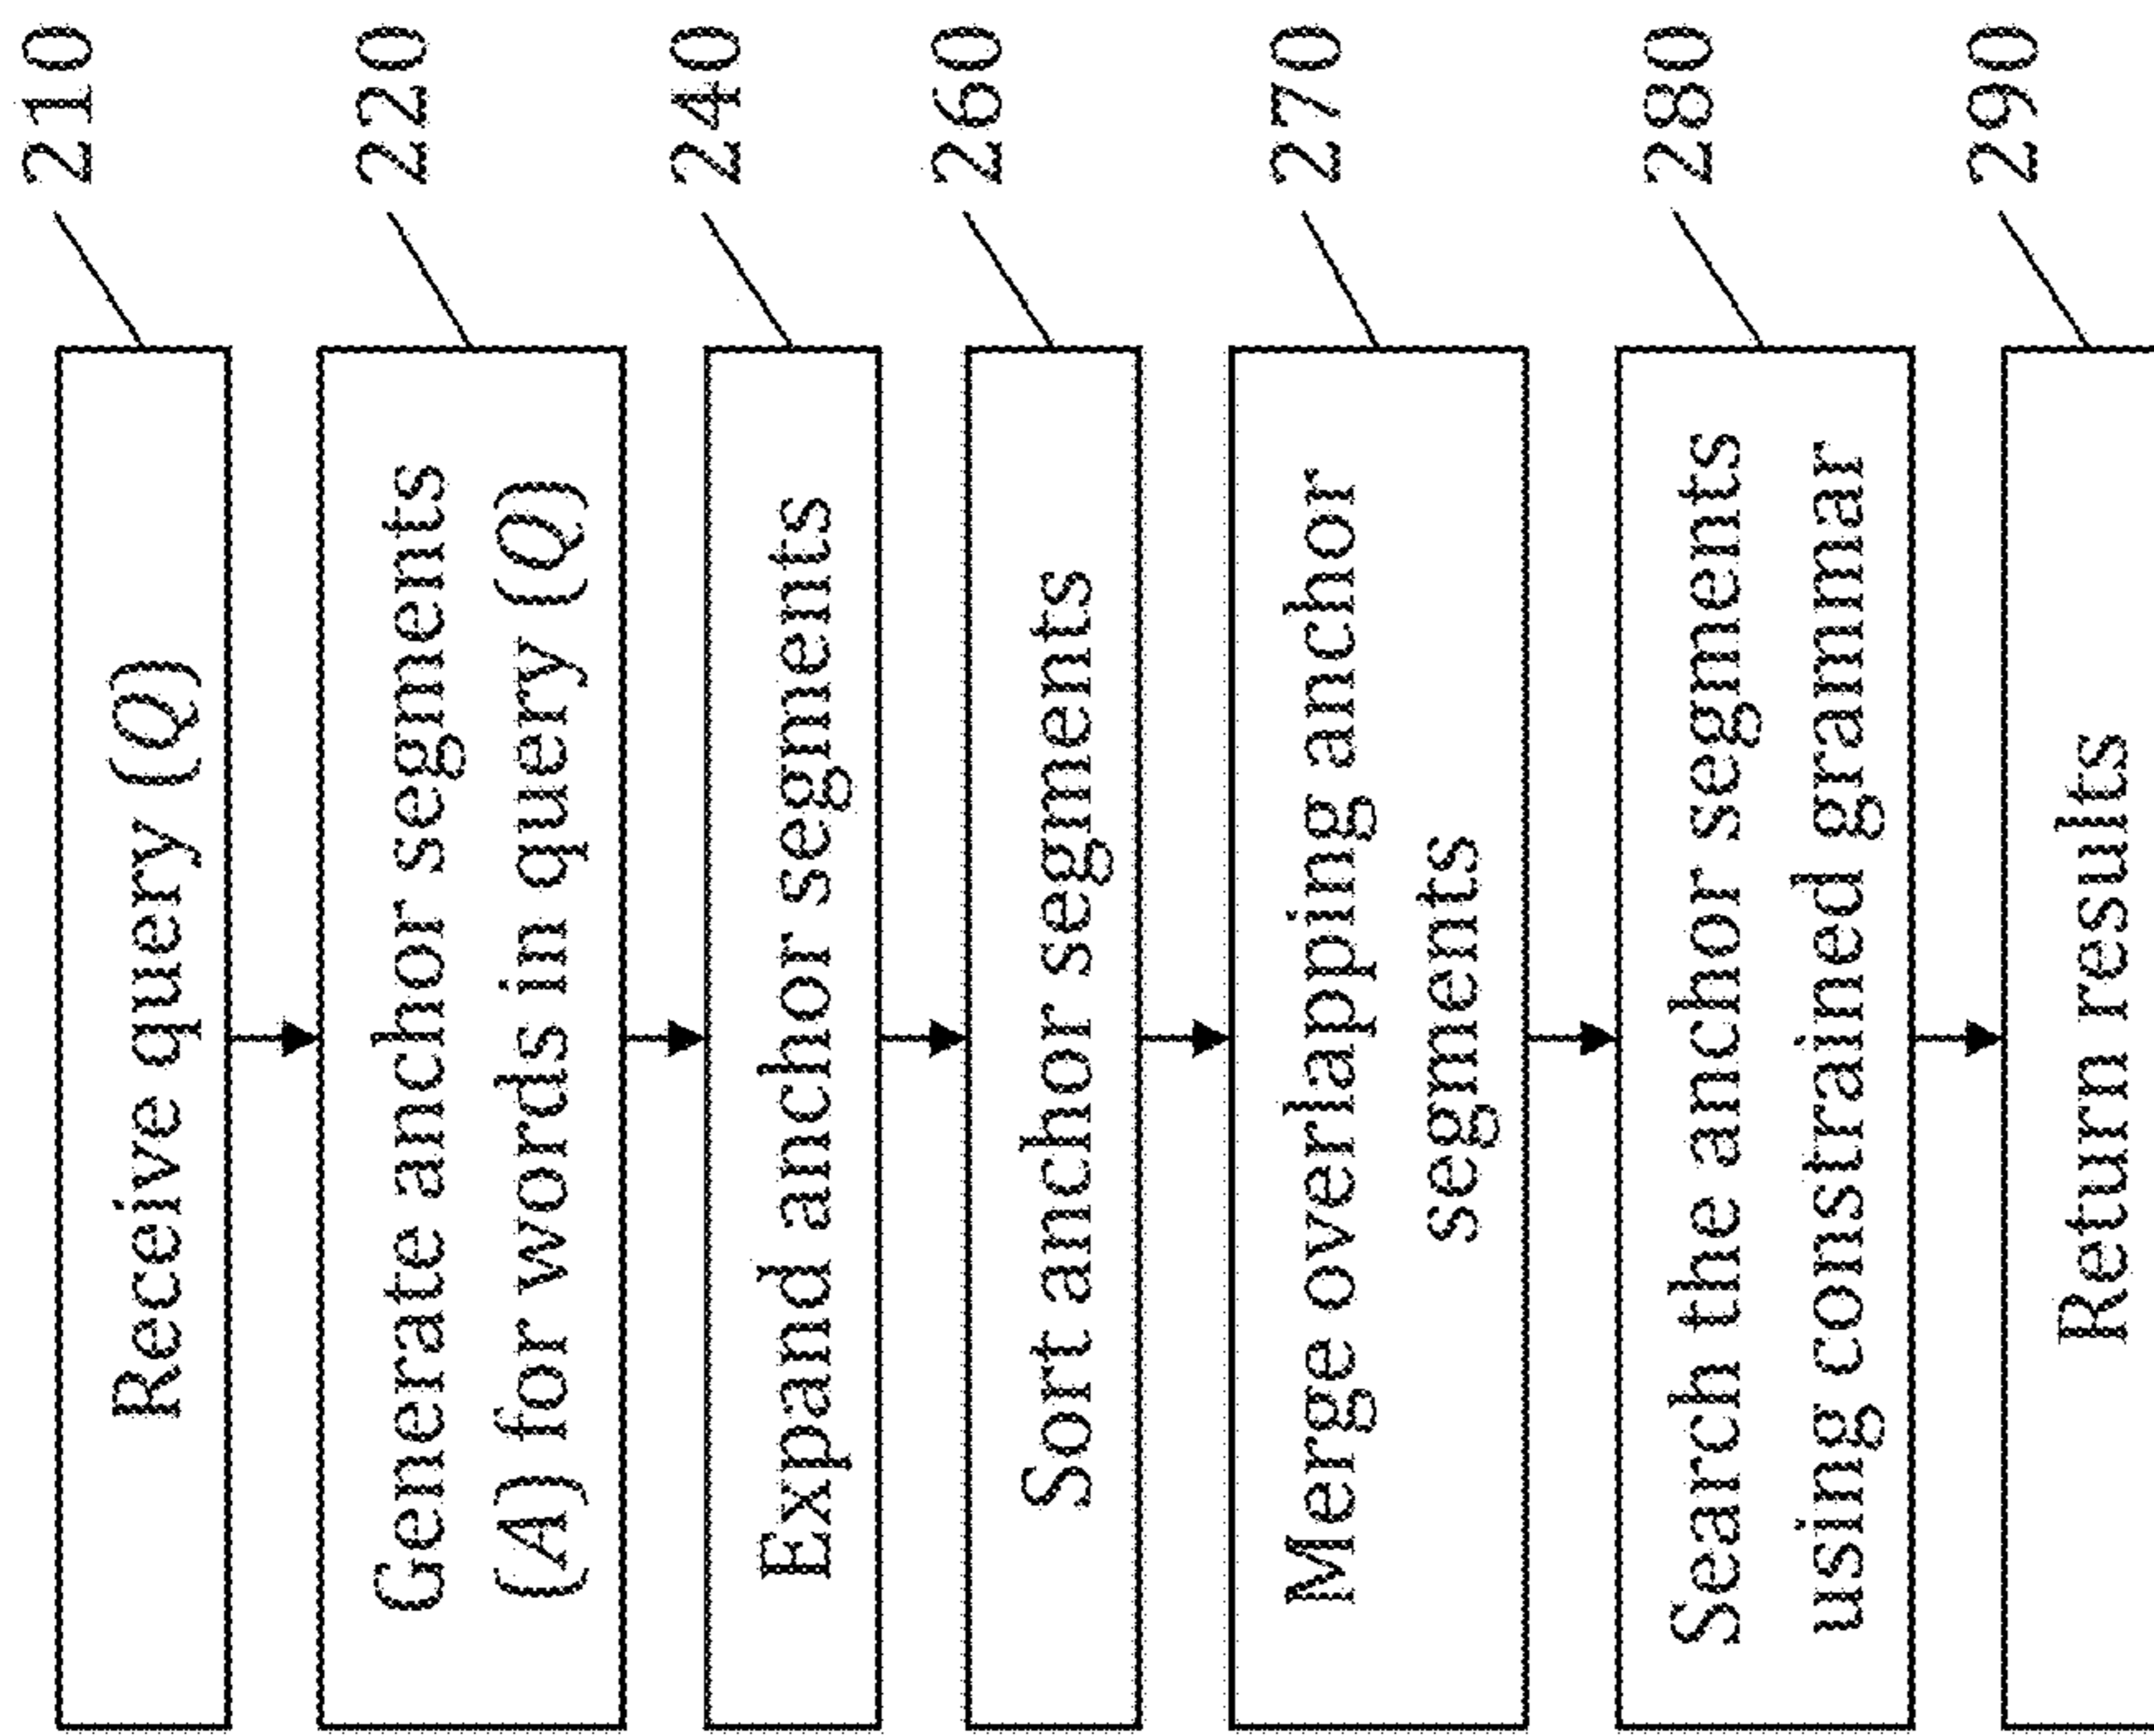 Receive query (Q)
210
Generate anchor segments
(A) for words in query (Q)
220
Expand anchor segments
240
Sort anchor segments
260
Merge overlapping anchor
segments
270
Search the anchor segments
using constrained grammar
280
Return results
290